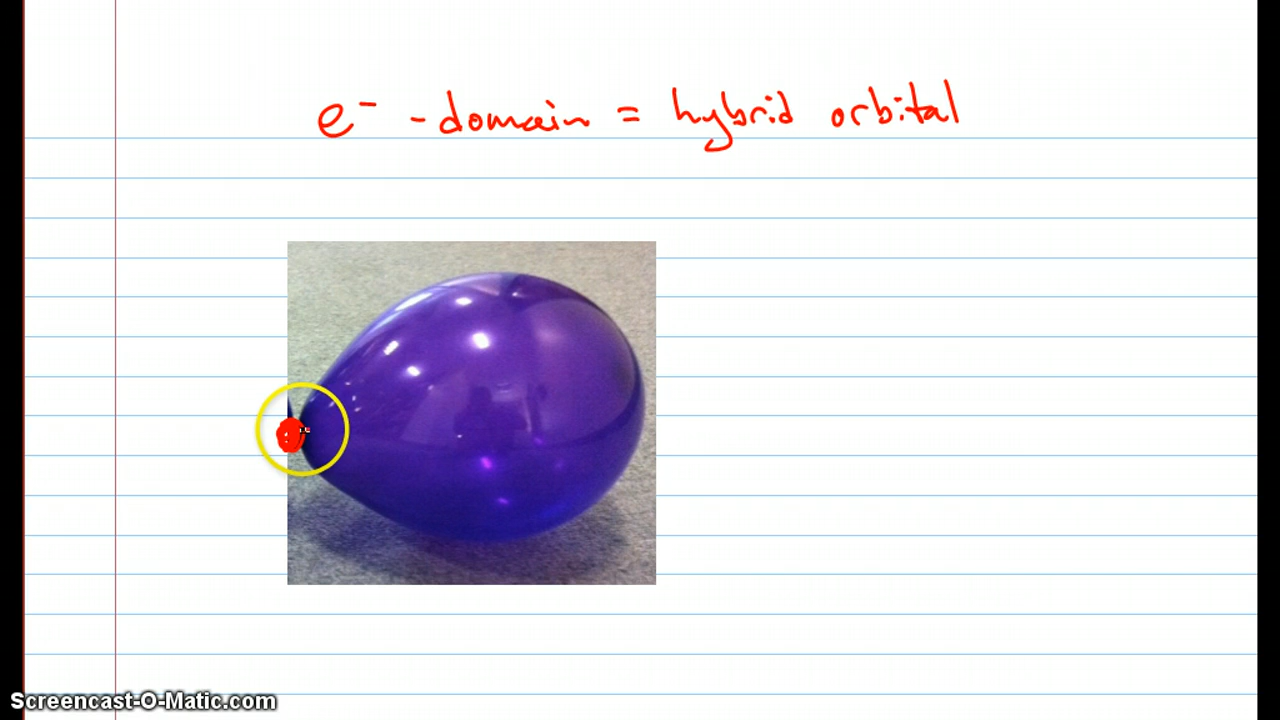 e⁻ -domain = hybrid orbital
Screencast-O-Matic.com